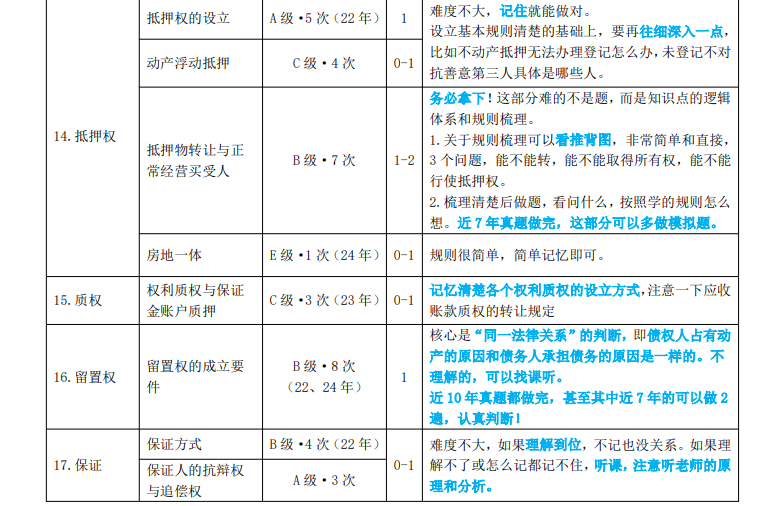 14.抵押权
抵押权的设立
A 级·5 次（22 年）
1
难度不大，记住就能做对。
设立基本规则清楚的基础上，要再往细深入一点，
比如不动产抵押无法办理登记怎么办，未登记不对
抗善意第三人具体是哪些人。
动产浮动抵押
C 级·4 次
0-1
抵押物转让与正
常经营买受人
B 级·7 次
1-2
务必拿下！这部分难的不是题，而是知识点的逻辑
体系和规则梳理。
1.关于规则梳理可以看推背图，非常简单和直接，
3 个问题，能不能转，能不能取得所有权，能不能
行使抵押权。
2.梳理清楚后做题，看问什么，按照学的规则怎么
想。近 7 年真题做完，这部分可以多做模拟题。
房地一体
E 级·1 次（24 年）
0-1
规则很简单，简单记忆即可。
15.质权
权利质权与保证
金账户质押
C 级·3 次（23 年）
0-1
记忆清楚各个权利质权的设立方式，注意一下应收
账款质权的转让规定
16.留置权
留置权的成立要
件
B 级·8 次
（22、24 年）
1
核心是“同一法律关系”的判断，即债权人占有动
产的原因和债务人承担债务的原因是一样的。不
理解的，可以找课听。
近 10 年真题都做完，甚至其中近 7 年的可以做 2
遍，认真判断！
17.保证
保证方式
B 级·4 次（22 年）
0-1
难度不大，如果理解到位，不记也没关系。如果理
解不了或怎么记都记不住，听课，注意听老师的原
理和分析。
保证人的抗辩权
与追偿权
A 级·3 次